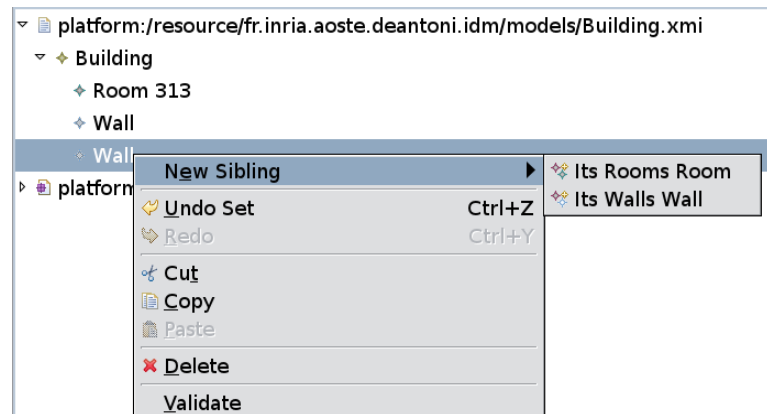 platform:/resource/fr.inria.aoste.deantoni.idm/models/Building.xmi
Building
Room 313
Wall
Wall
platform
New Sibling
Its Rooms Room
Its Walls Wall
Undo Set Ctrl+Z
Redo Ctrl+Y
Cut
Copy
Paste
Delete
Validate